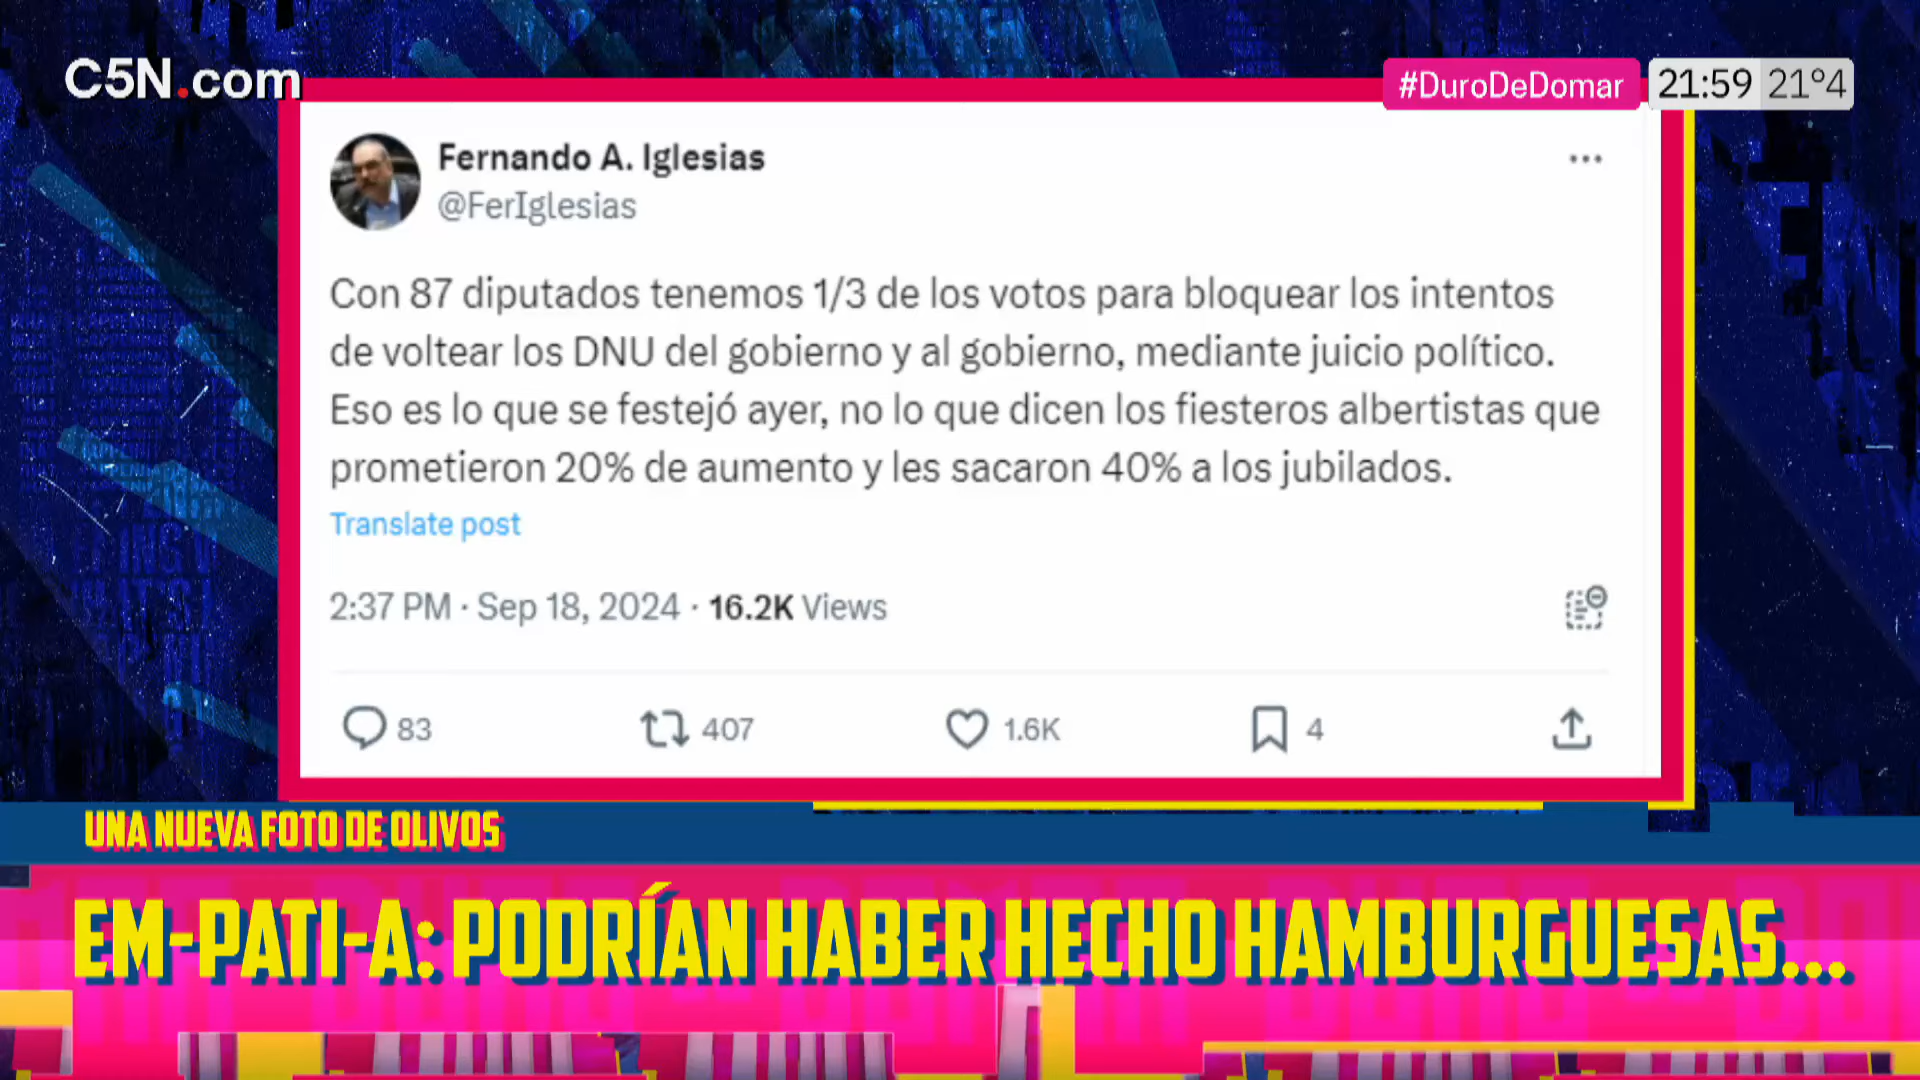 C5N.com
#DuroDeDomar
21:59 21°4
Fernando A. Iglesias
@FerIglesias
Con 87 diputados tenemos 1/3 de los votos para bloquear los intentos
de voltear los DNU del gobierno y al gobierno, mediante juicio político.
Eso es lo que se festejó ayer, no lo que dicen los fiesteros albertistas que
prometieron 20% de aumento y les sacaron 40% a los jubilados.
Translate post
2:37 PM · Sep 18, 2024 · 16.2K Views
83 407 1.6K 4
UNA NUEVA FOTO DE OLIVOS
EM-PATI-A: PODRÍAN HABER HECHO HAMBURGUESAS...